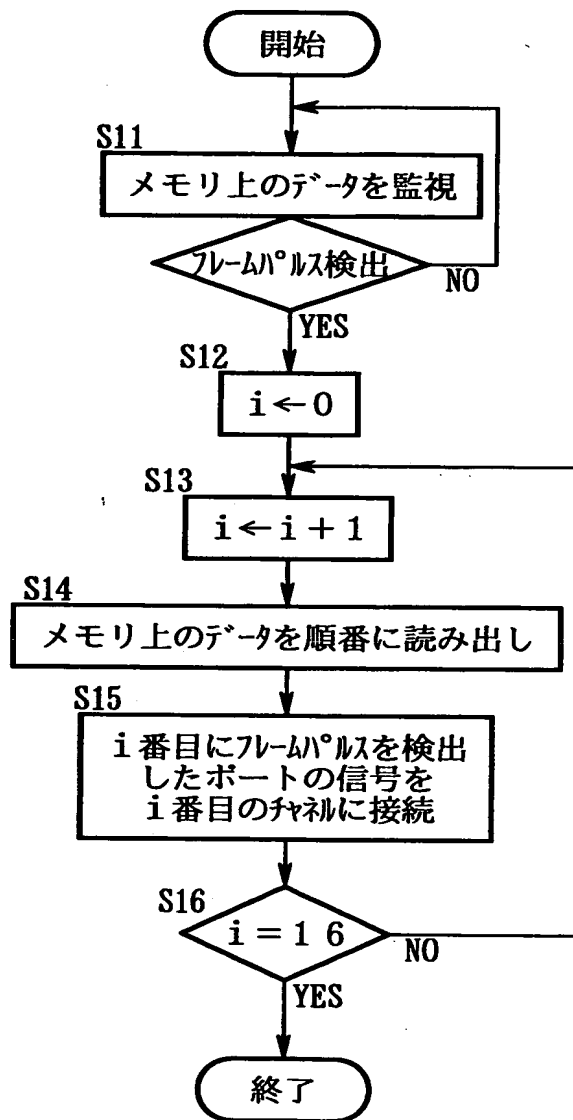 開始
S11
メモリ上のデータを監視
フレームパルス検出
NO
YES
S12
i←0
S13
i←i+1
S14
メモリ上のデータを順番に読み出し
S15
i番目にフレームパルスを検出
したポートの信号を
i番目のチャネルに接続
S16
i=16
NO
YES
終了